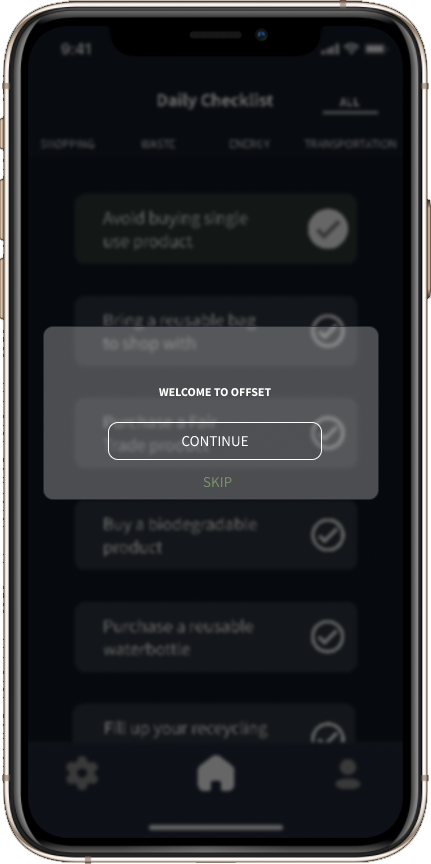 9:41
Daily Checklist
ALL
SHOPPING
WASTE
ENERGY
TRANSPORTATION
Avoid buying single
use product
Bring a reusable bag
to shop with
WELCOME TO OFFSET
Purchase a Fair
CONTINUE
Trade product
SKIP
Buy a biodegradable
product
Purchase a reusable
waterbottle
Fill up your recycling